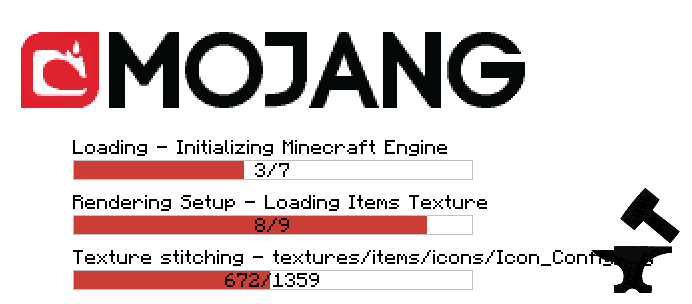 MOJANG
Loading - Initializing Minecraft Engine
3/7
Rendering Setup - Loading Items Texture
8/9
Texture stitching - textures/items/icons/
672/1359